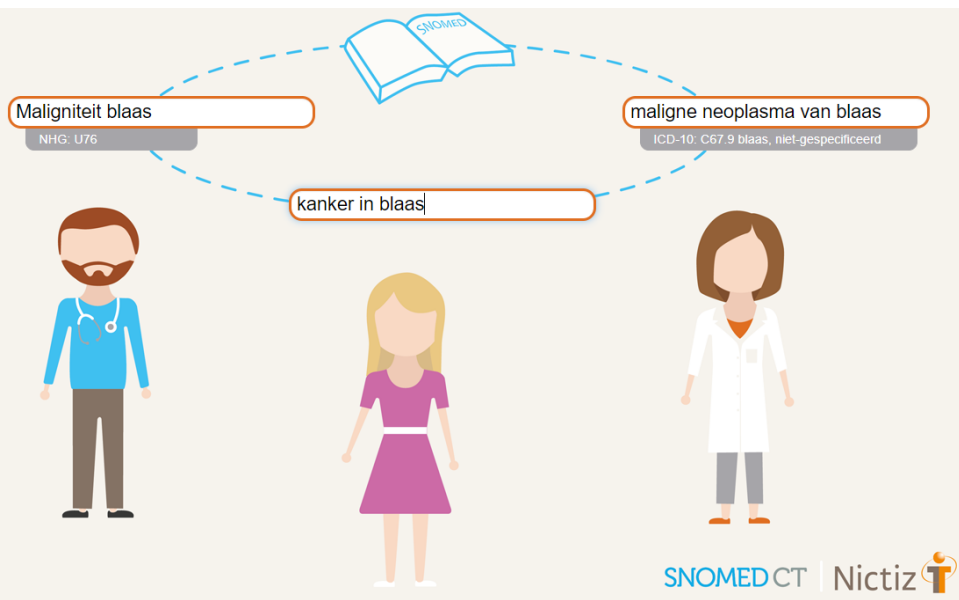 SNOMED
Maligniteit blaas
NHG: U76
maligne neoplasma van blaas
ICD-10: C67.9 blaas, niet-gespecificeerd
kanker in blaas
SNOMED CT
Nictiz